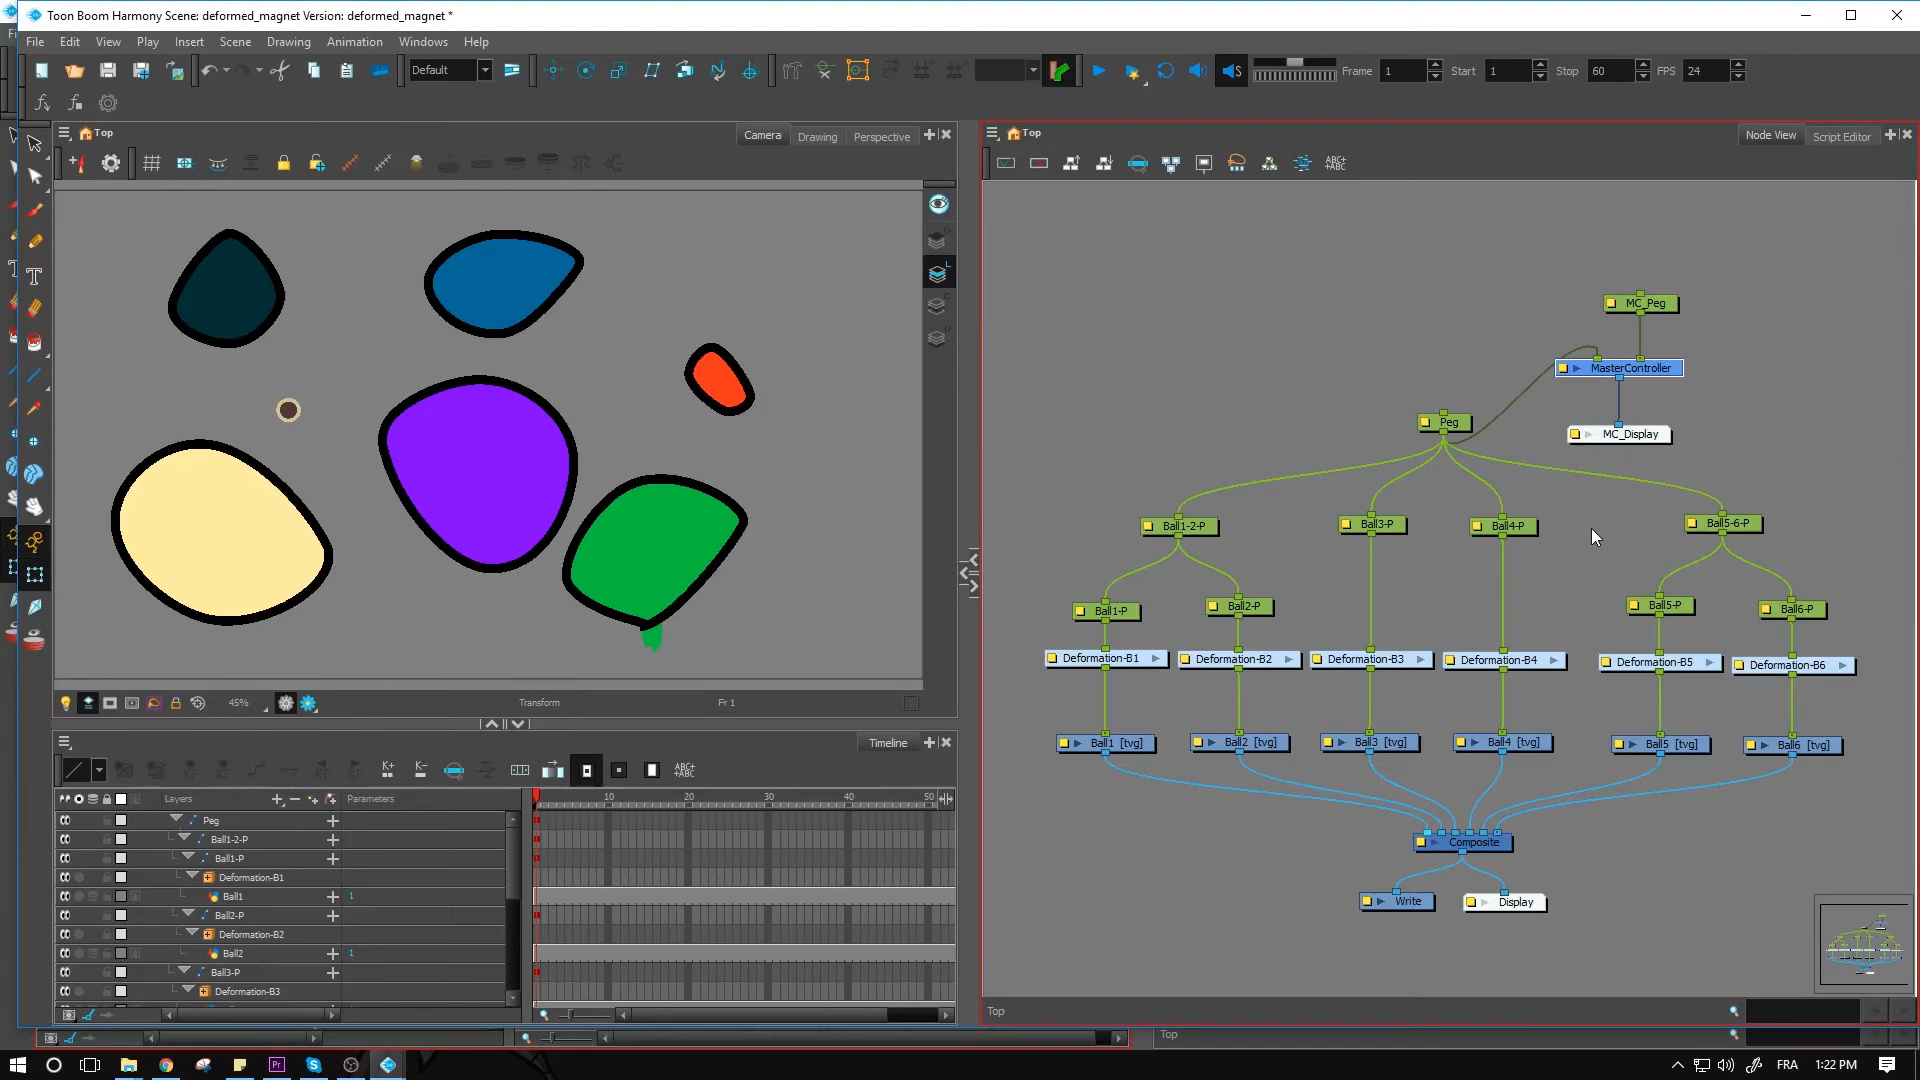 Toon Boom Harmony Scene: deformed_magnet Version: deformed_magnet *
File Edit View Play Insert Scene Drawing Animation Windows Help
Default
Frame 1 Start 1 Stop 60 FPS 24
Top
Camera Drawing Perspective
Top
Node View Script Editor
MC_Peg
MasterController
Peg
MC_Display
Ball1-2-P Ball3-P Ball4-P Ball5-6-P
Ball1-P Ball2-P Ball5-P Ball6-P
Deformation-B1 Deformation-B2 Deformation-B3 Deformation-B4 Deformation-B5 Deformation-B6
Ball1 [tvg] Ball2 [tvg] Ball3 [tvg] Ball4 [tvg] Ball5 [tvg] Ball6 [tvg]
Composite
Write Display
45% Transform Fr 1
Timeline
Layers Parameters 10 20 30 40 50
Peg
Ball1-2-P
Ball1-P
Deformation-B1
Ball1 1
Ball2-P
Deformation-B2
Ball2 1
Ball3-P
Deformation-B3
Top
Top
FRA 1:22 PM